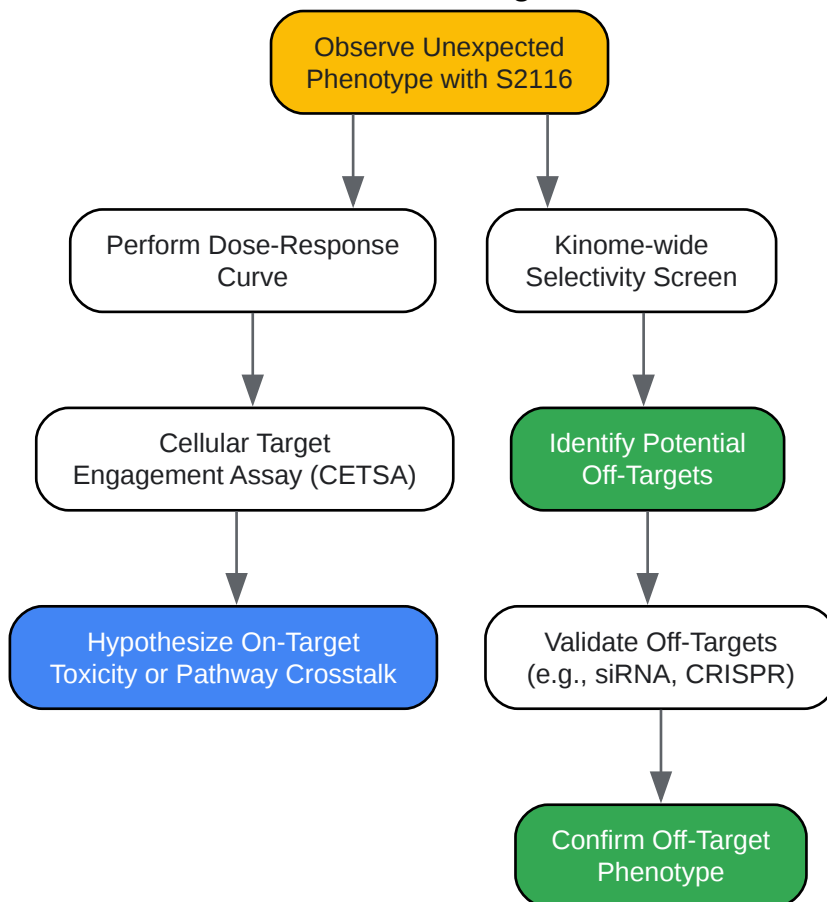 Observe Unexpected
Phenotype with S2116
Perform Dose-Response
Curve
Kinome-wide
Selectivity Screen
Cellular Target
Engagement Assay (CETSA)
Identify Potential
Off-Targets
Hypothesize On-Target
Toxicity or Pathway Crosstalk
Validate Off-Targets
(e.g., siRNA, CRISPR)
Confirm Off-Target
Phenotype